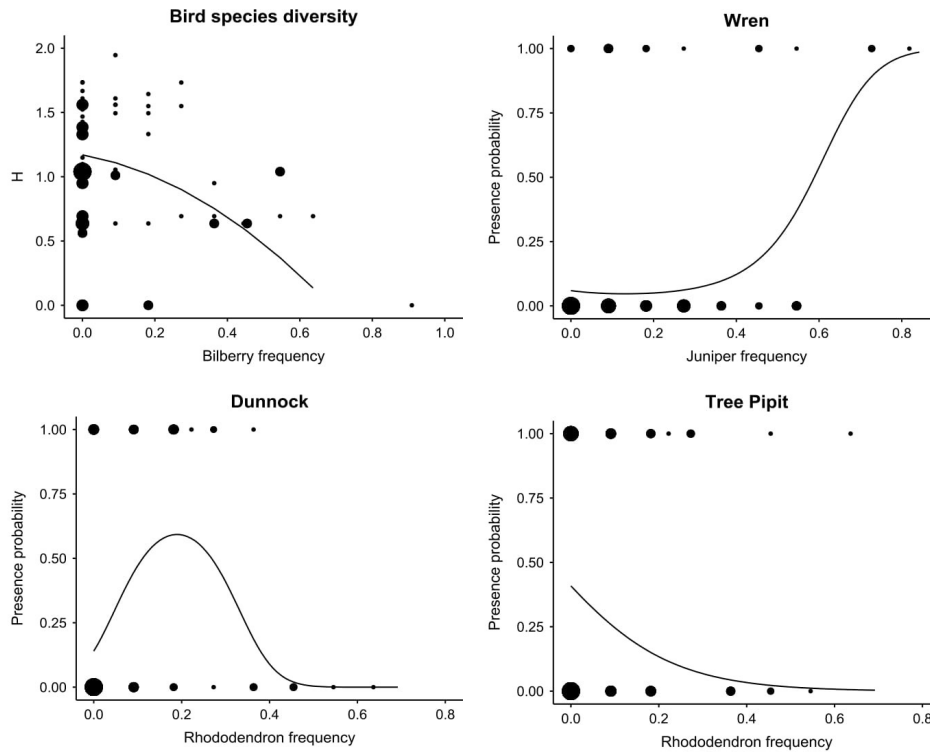 Bird species diversity
2.0
1.5
1.0
0.5
0.0
H
0.0 0.2 0.4 0.6 0.8 1.0
Bilberry frequency
Wren
1.00
0.75
0.50
0.25
0.00
Presence probability
0.0 0.2 0.4 0.6 0.8
Juniper frequency
Dunnock
1.00
0.75
0.50
0.25
0.00
Presence probability
0.0 0.2 0.4 0.6 0.8
Rhododendron frequency
Tree Pipit
1.00
0.75
0.50
0.25
0.00
Presence probability
0.0 0.2 0.4 0.6 0.8
Rhododendron frequency